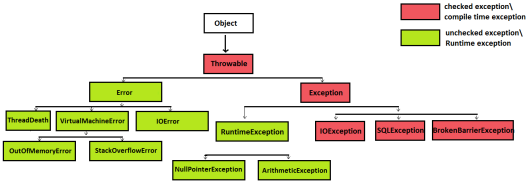 checked exception\
compile time exception
Object
unchecked exception\
Runtime exception
Throwable
Error
Exception
ThreadDeath
VirtualMachineError
IOError
RuntimeException
IOException
SQLException
BrokenBarrierException
OutOfMemoryError
StackOverflowError
NullPointerException
ArithmeticException